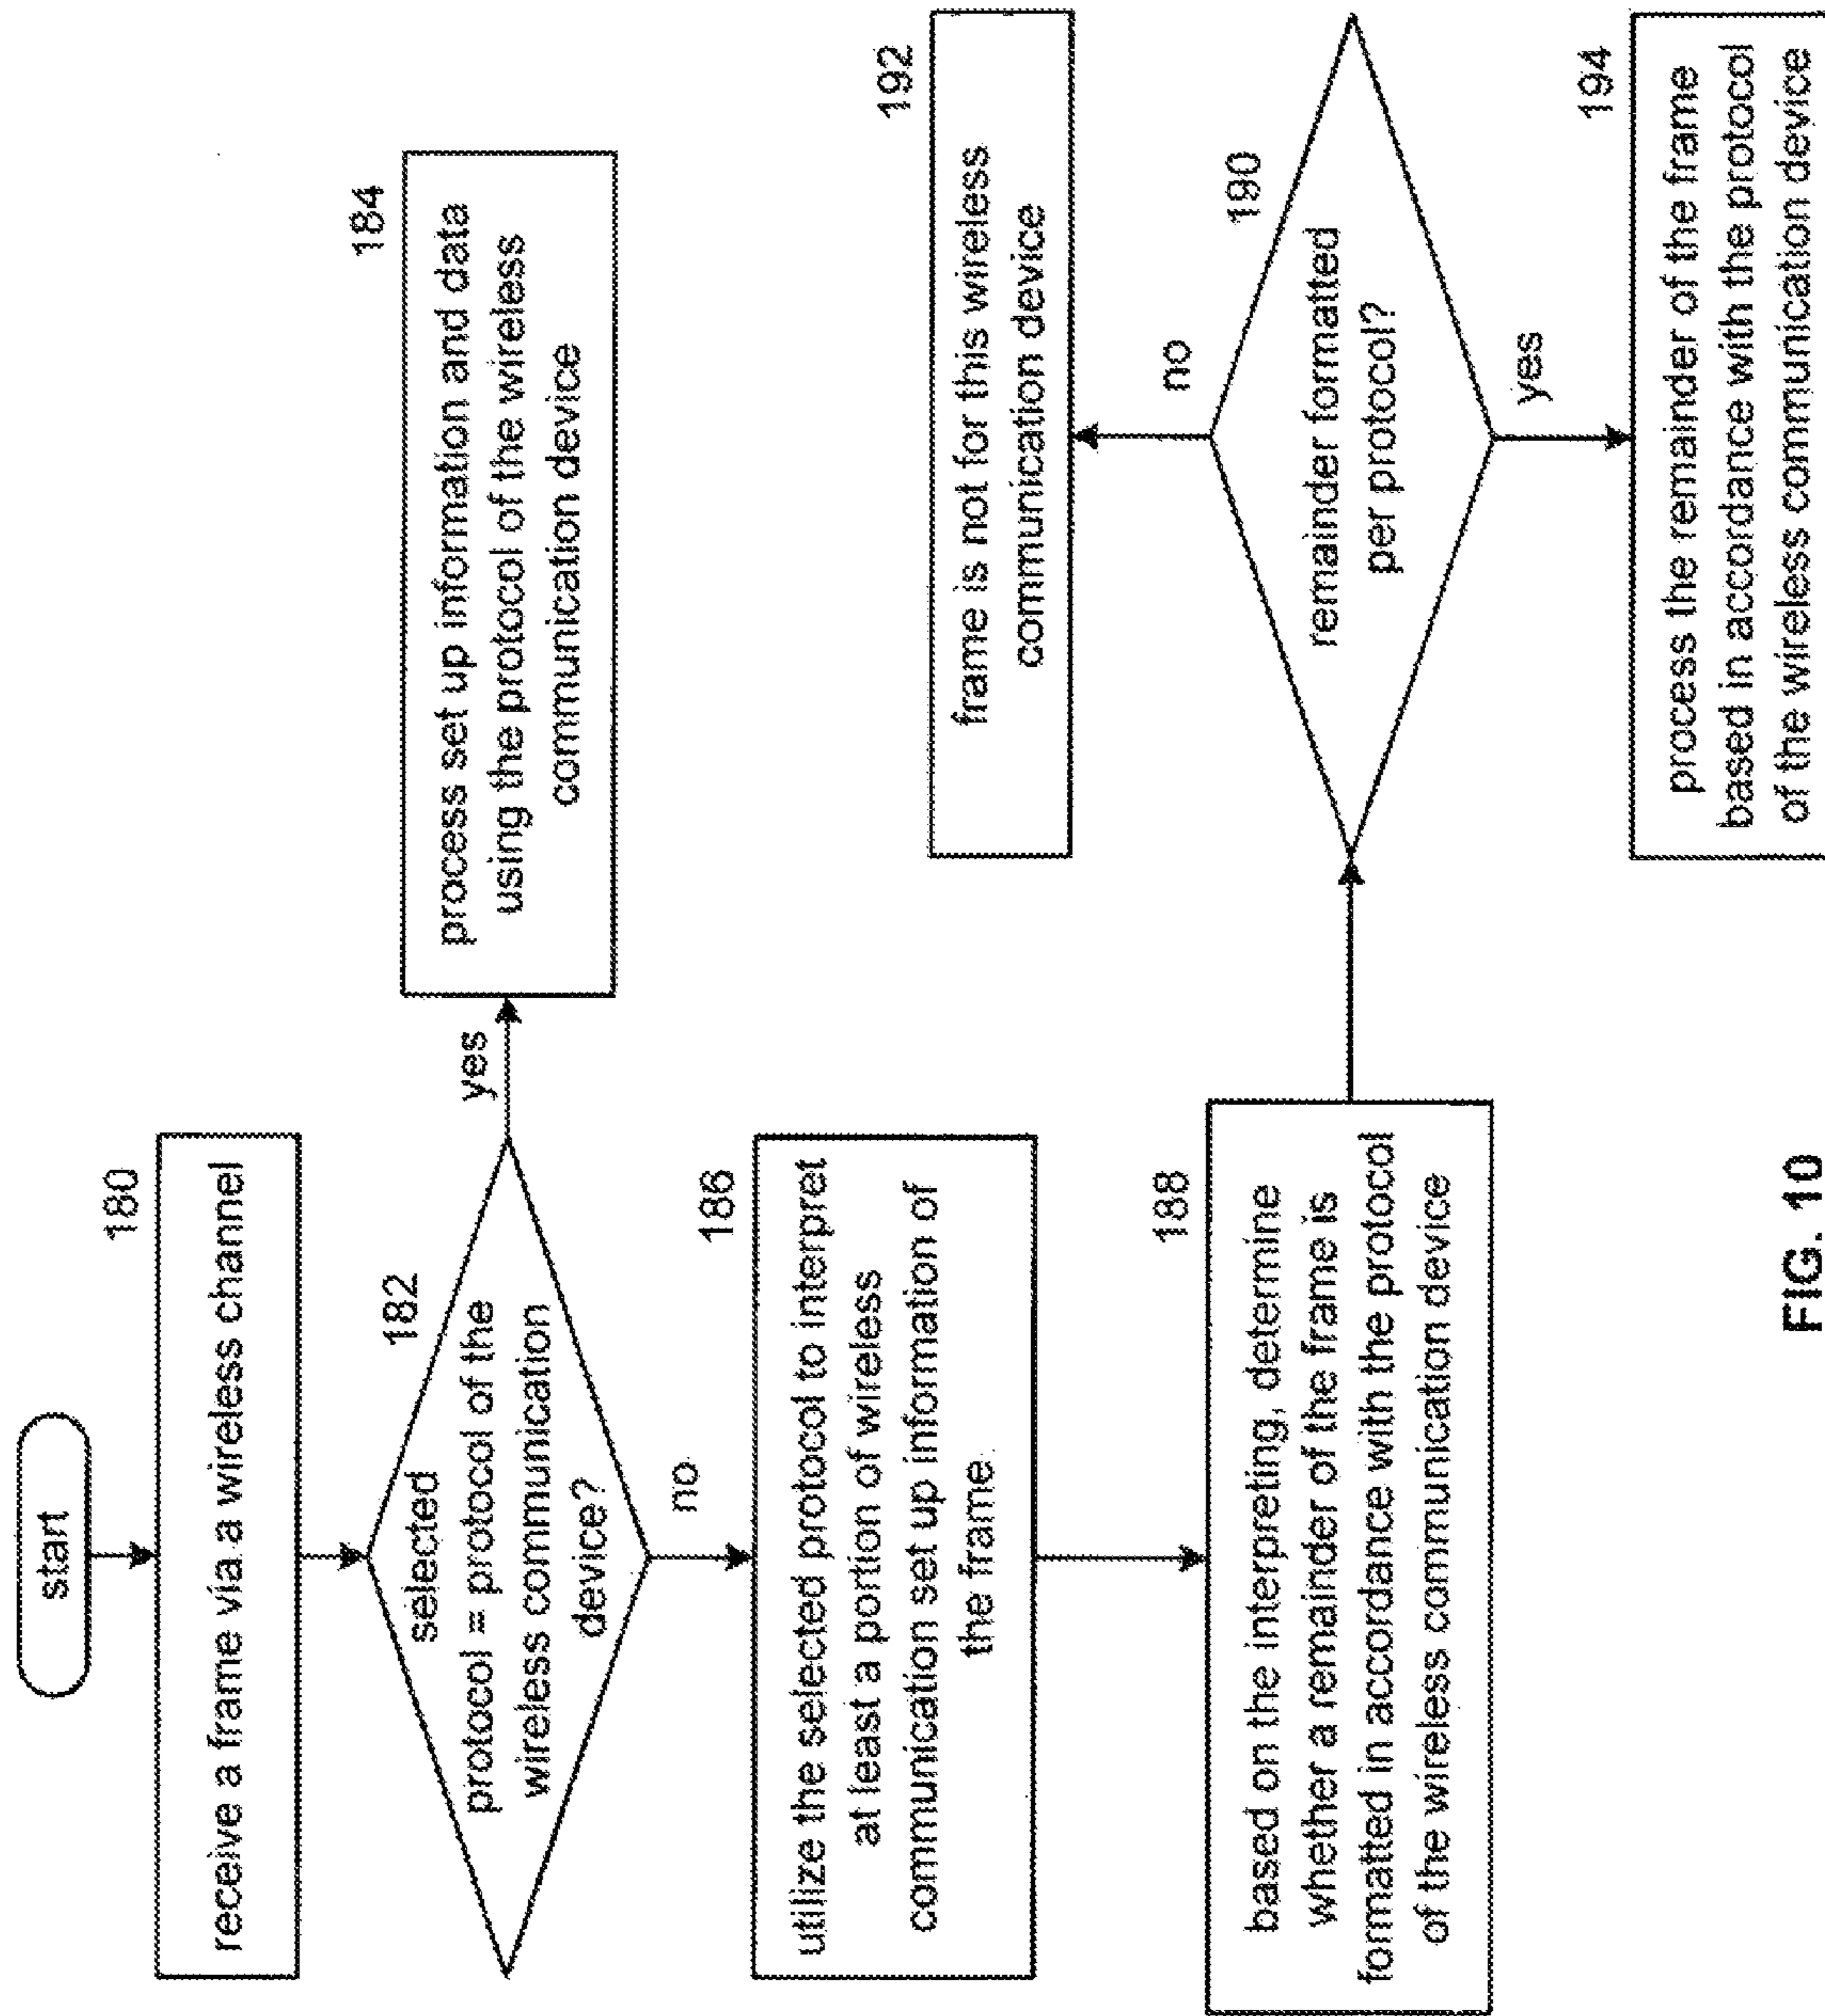 start
180
receive a frame via a wireless channel
182
selected
protocol = protocol of the
wireless communication
device?
yes
184
process set up information and data
using the protocol of the wireless
communication device
no
186
utilize the selected protocol to interpret
at least a portion of wireless
communication set up information of
the frame
188
based on the interpreting, determine
whether a remainder of the frame is
formatted in accordance with the protocol
of the wireless communication device
190
remainder formatted
per protocol?
no
192
frame is not for this wireless
communication device
yes
194
process the remainder of the frame
based in accordance with the protocol
of the wireless communication device
FIG. 10